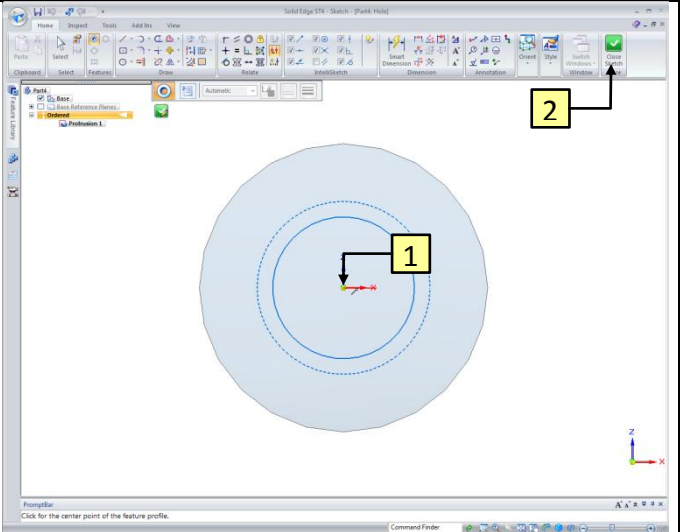 Solid Edge ST4 - Sketch - [Part4: Hole]
Home Inspect Tools Add Ins View
Paste
Select
Smart
Dimension
Orient
Style
Switch
Windows
Close
Sketch
Clipboard Select Features Draw Relate IntelliSketch Dimension Annotation Window
2
Feature Library
Part4
Base
Base Reference Planes
Ordered
Protrusion 1
Automatic
1
Z
X
PromptBar
Click for the center point of the feature profile.
Command Finder